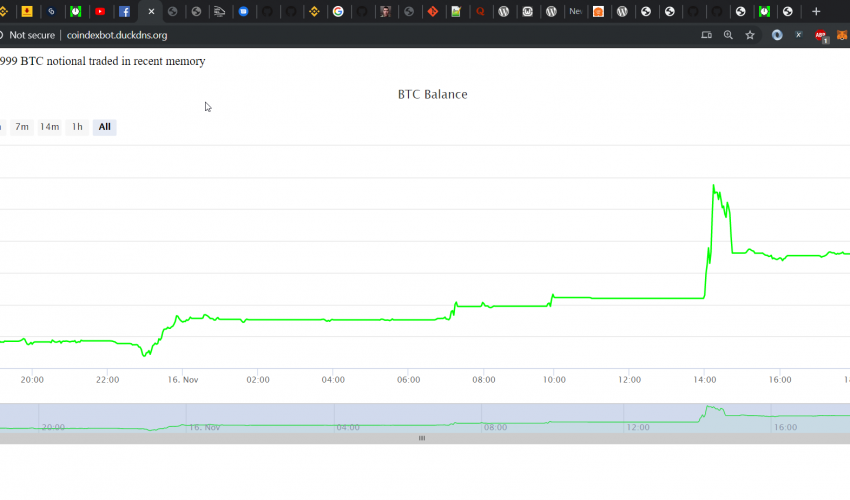 Not secure | coindexbot.duckdns.org
999 BTC notional traded in recent memory
BTC Balance
7m 14m 1h All
20:00 22:00 16. Nov 02:00 04:00 06:00 08:00 10:00 12:00 14:00 16:00
20:00 16. Nov 04:00 08:00 12:00 16:00